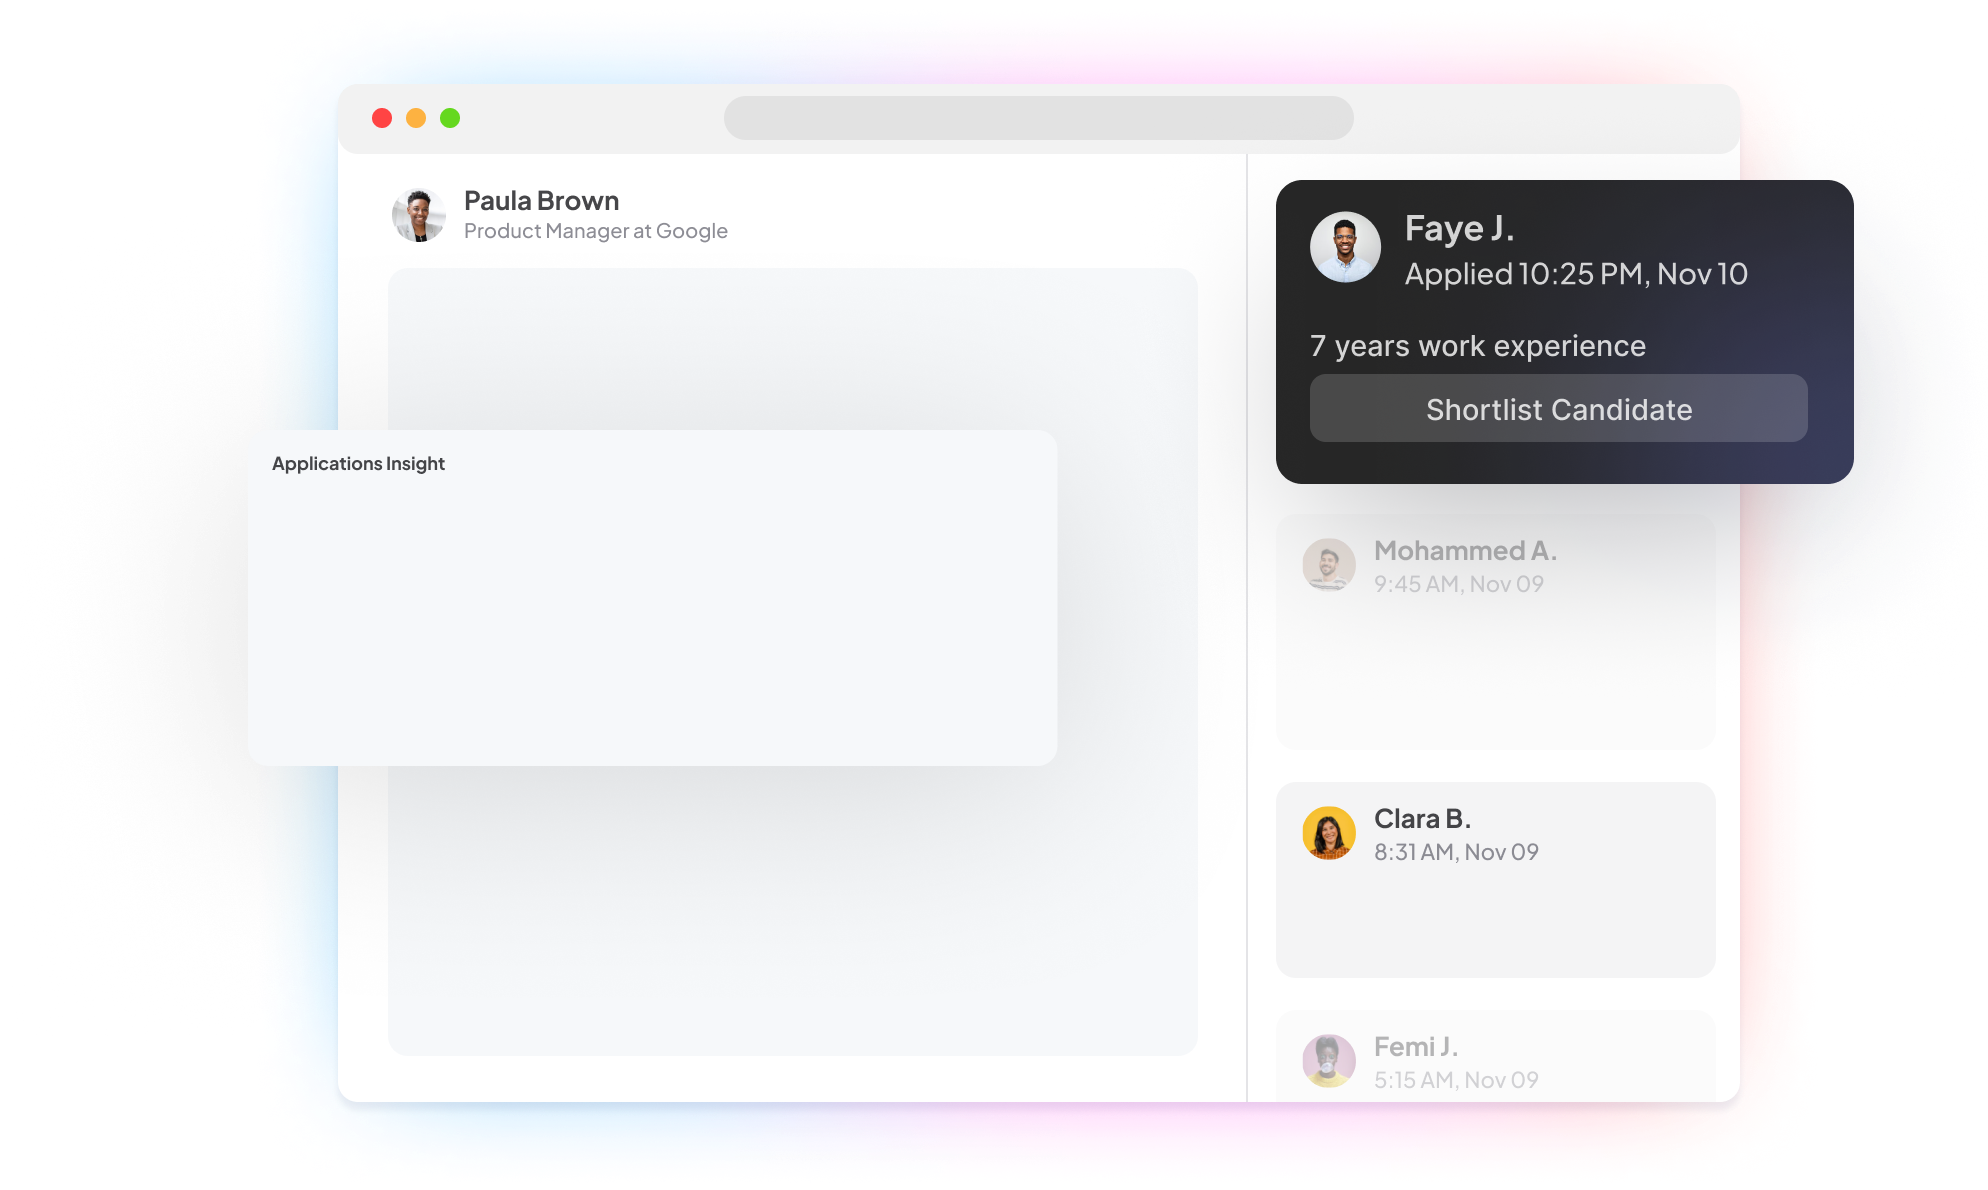 Paula Brown
Product Manager at Google
Applications Insight
Faye J.
Applied 10:25 PM, Nov 10
7 years work experience
Shortlist Candidate
Mohammed A.
9:45 AM, Nov 09
Clara B.
8:31 AM, Nov 09
Femi J.
5:15 AM, Nov 09